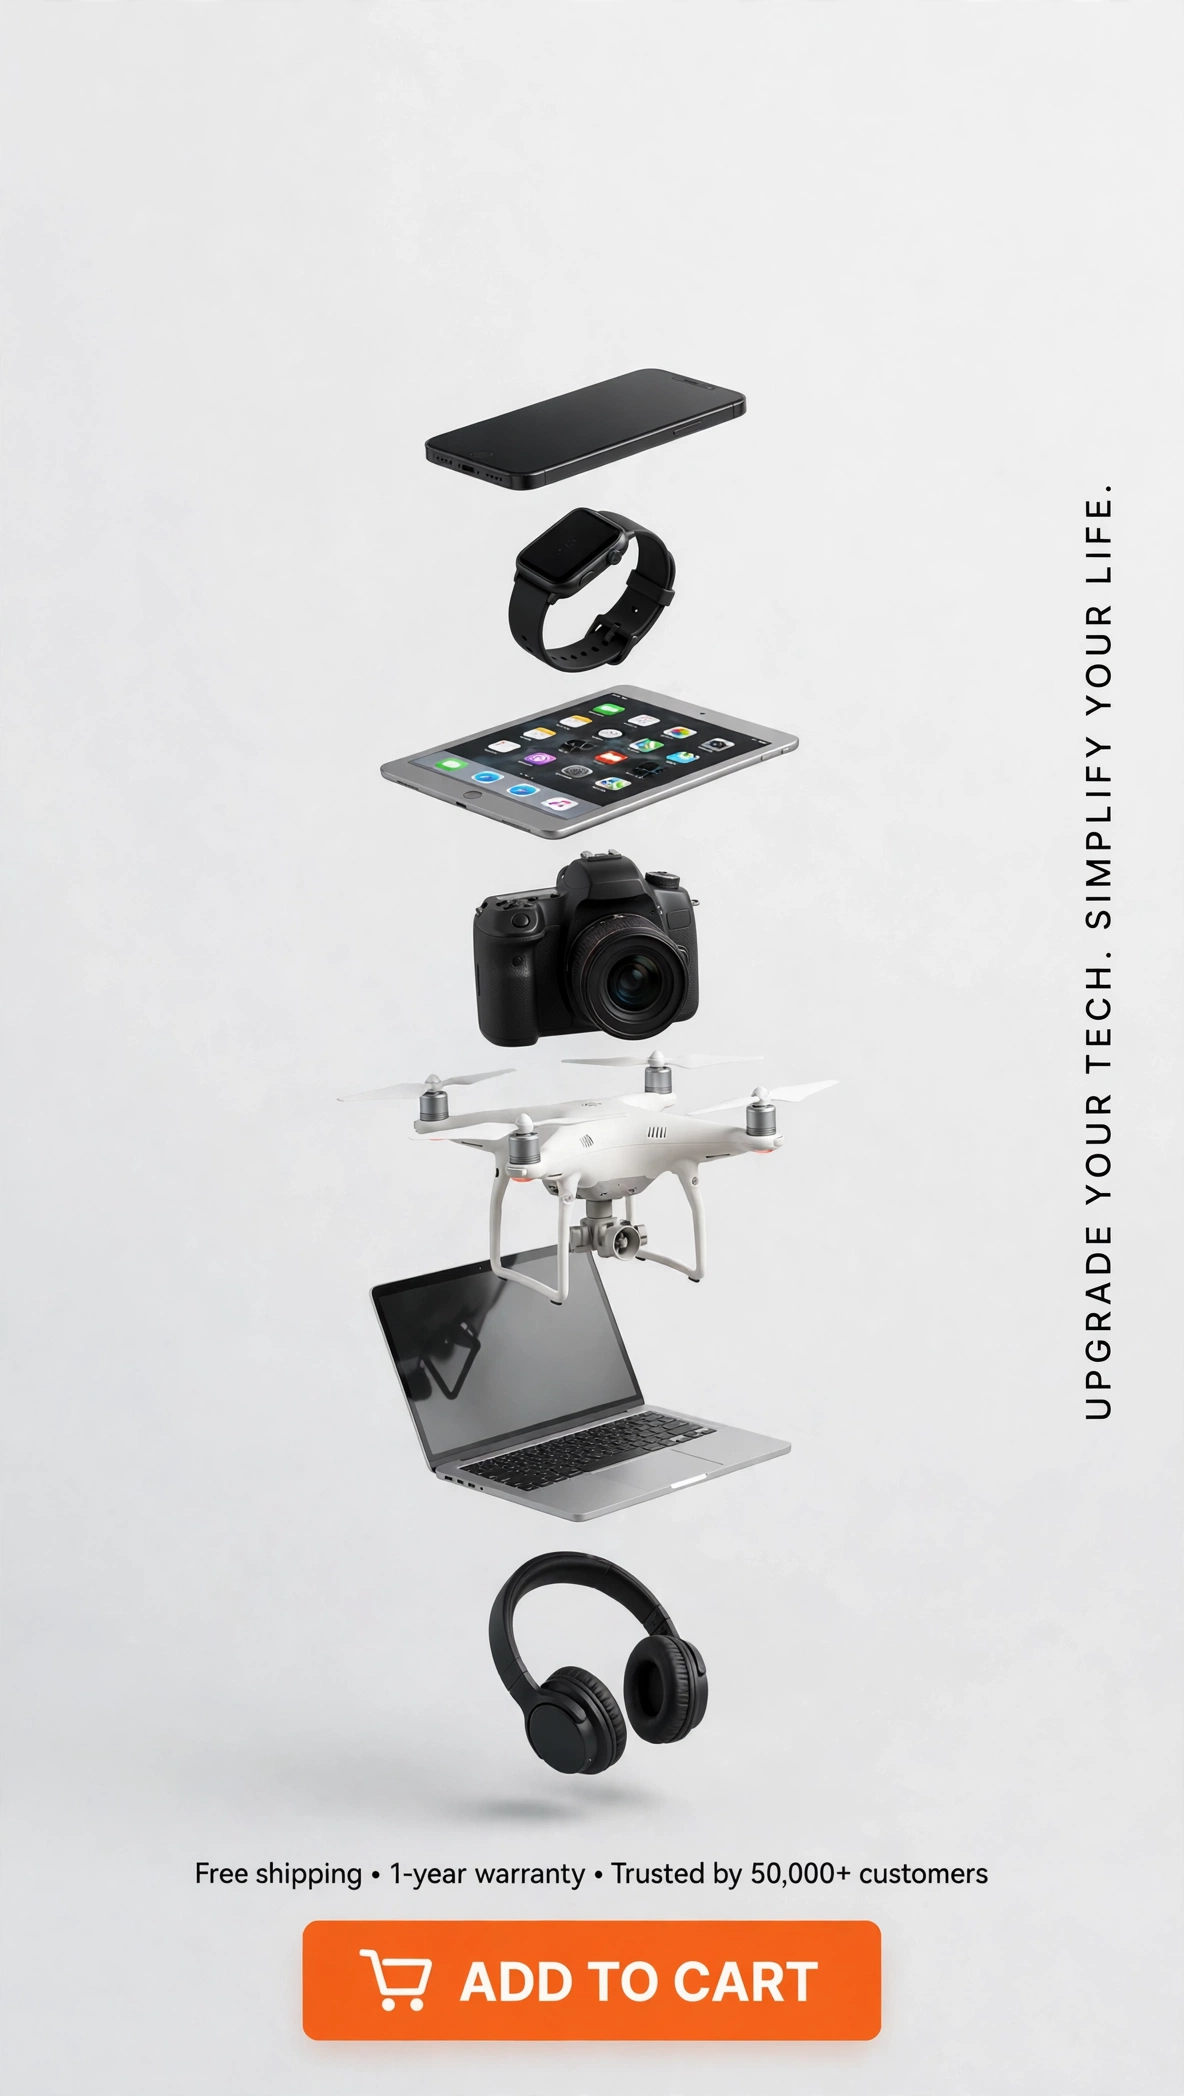 UPGRADE YOUR TECH. SIMPLIFY YOUR LIFE.
Free shipping • 1-year warranty • Trusted by 50,000+ customers
ADD TO CART